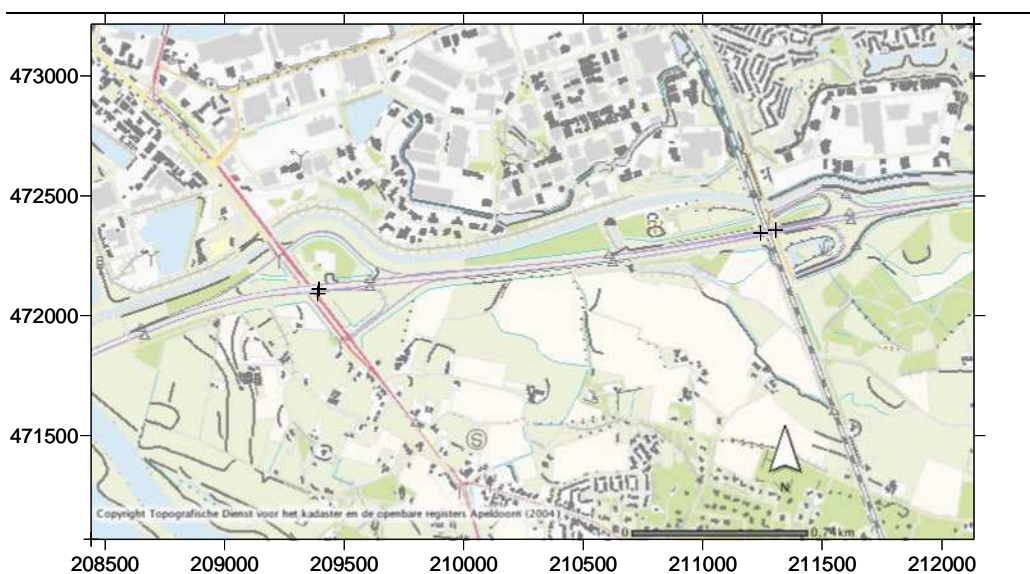 473000
472500
472000
471500
S
N
Copyright Topografische Dienst voor het kadaster en de openbare registers Apeldoorn (2004)
0 0.74km
208500 209000 209500 210000 210500 211000 211500 212000